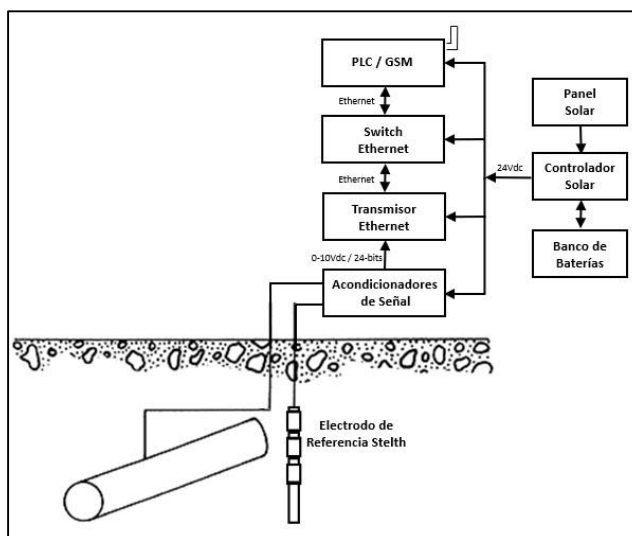 PLC / GSM
Ethernet
Switch
Ethernet
Ethernet
Transmisor
Ethernet
0-10Vdc / 24-bits
Acondicionadores
de Señal
24Vdc
Panel
Solar
Controlador
Solar
Banco de
Baterías
Electrodo de
Referencia Stelth